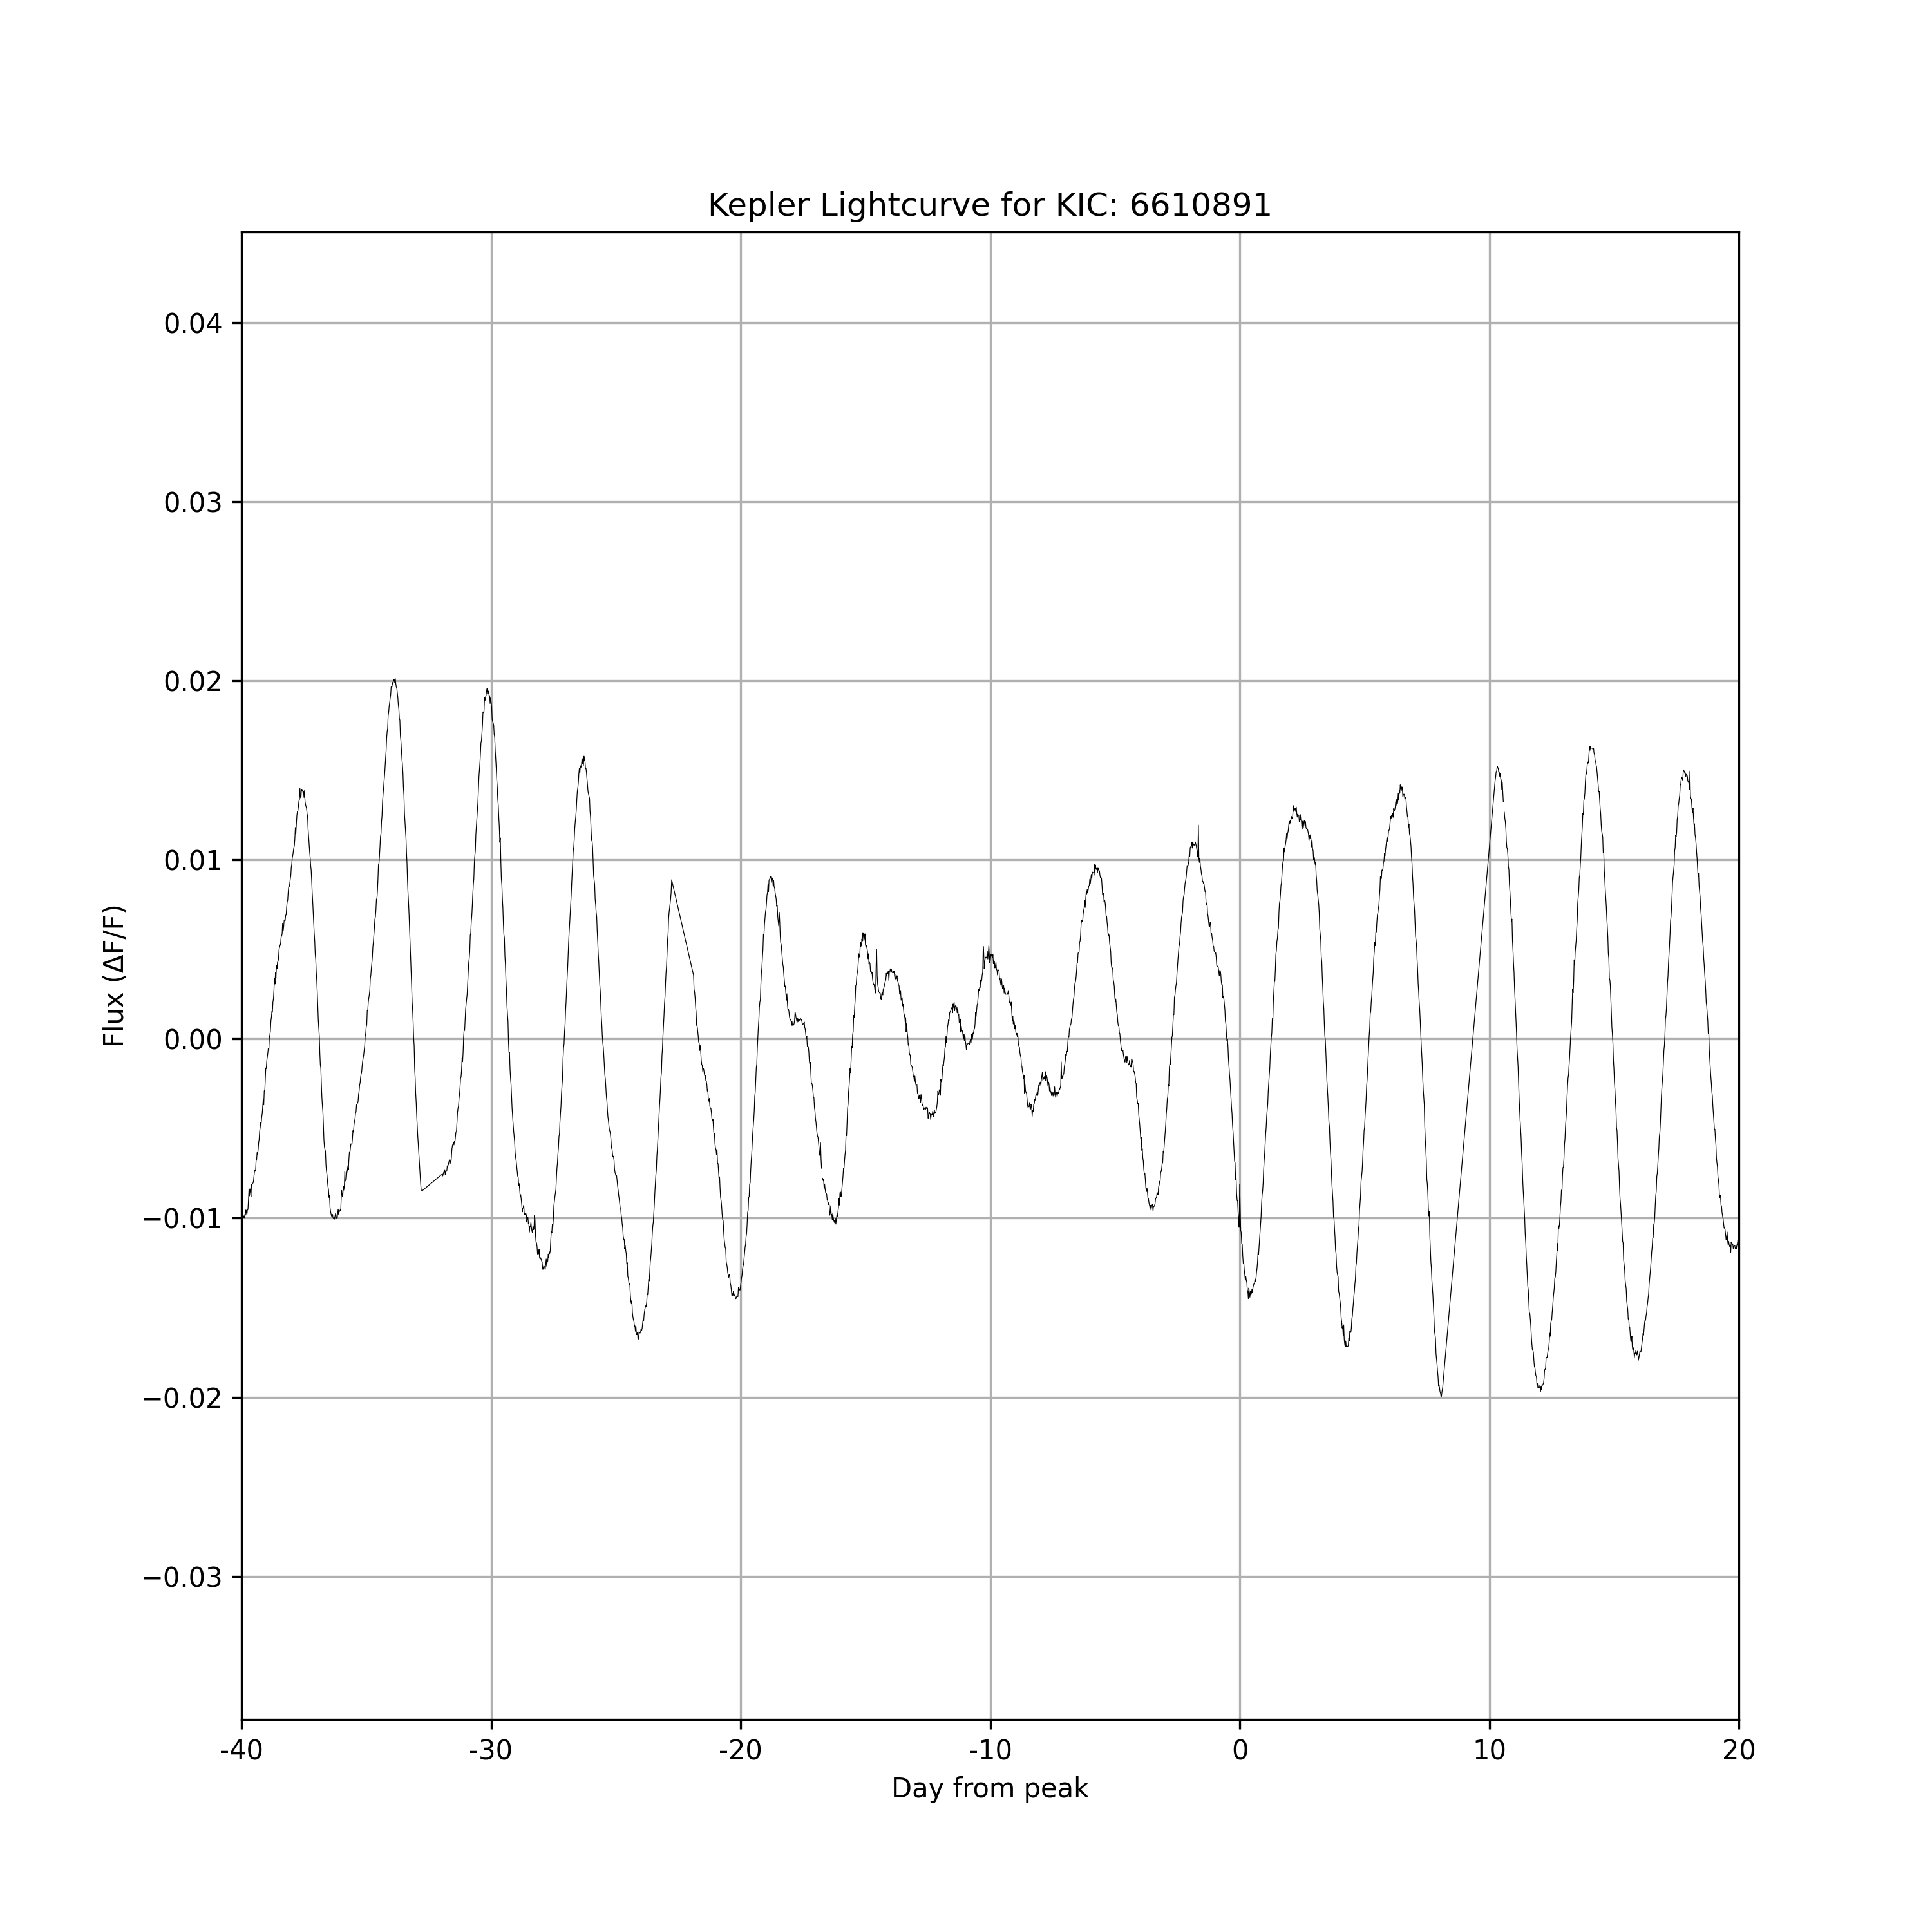 Kepler Lightcurve for KIC: 6610891
0.04
0.03
0.02
0.01
0.00
−0.01
−0.02
−0.03
Flux (ΔF/F)
-40 -30 -20 -10 0 10 20
Day from peak